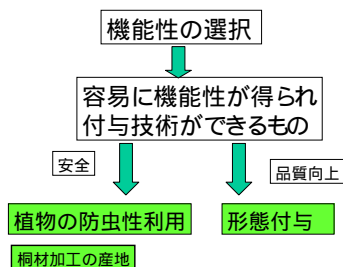 機能性の選択
容易に機能性が得られ
付与技術ができるもの
安全
品質向上
植物の防虫性利用
形態付与
桐材加工の産地